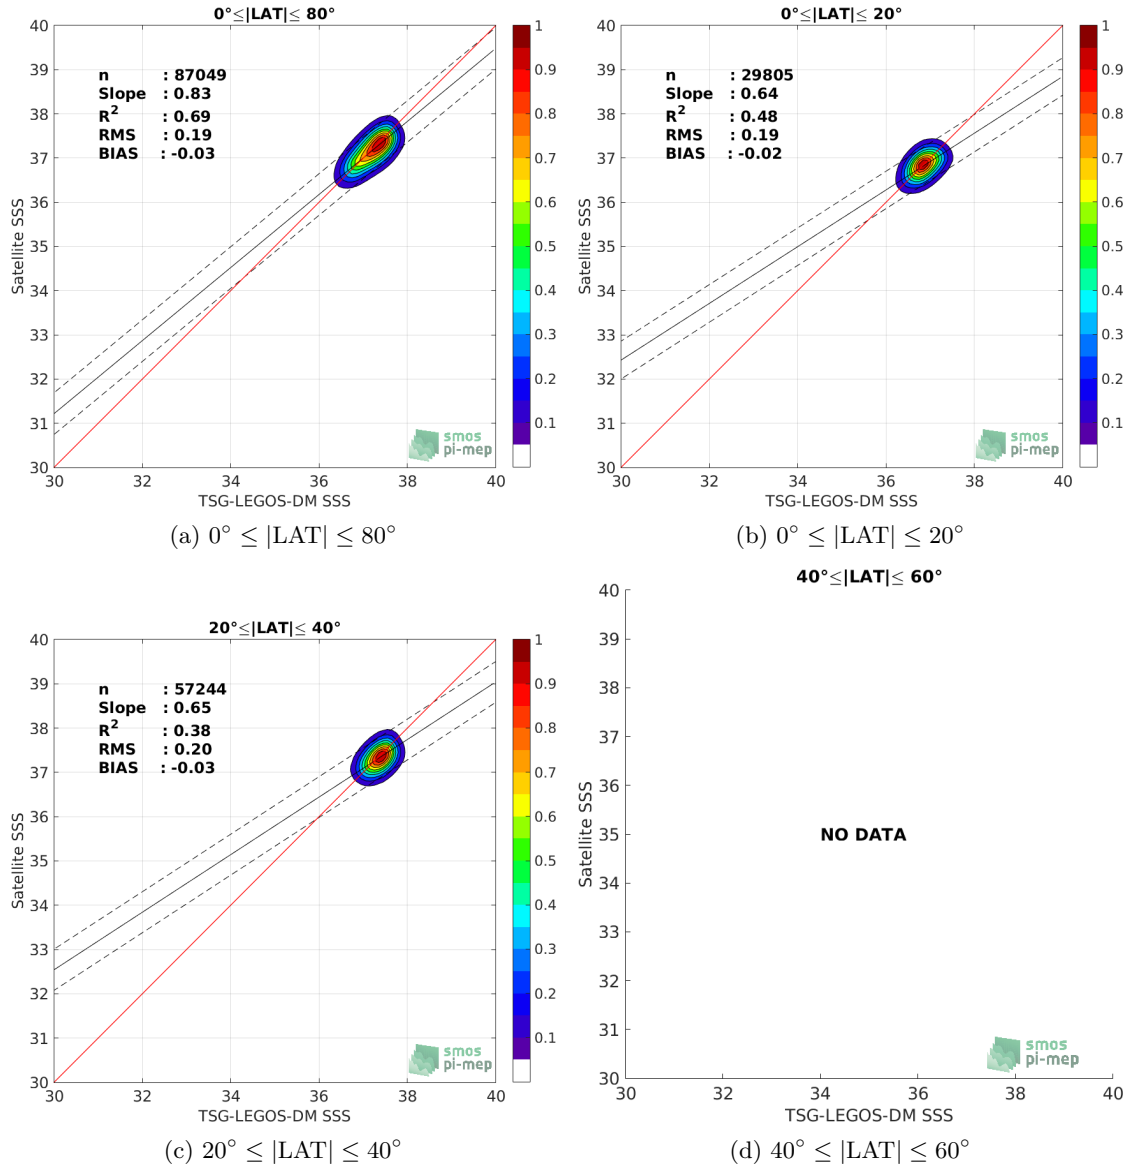 0°≤|LAT|≤ 80°
n : 87049
Slope : 0.83
R² : 0.69
RMS : 0.19
BIAS : -0.03
40
39
38
37
36
35
34
33
32
31
30
30 32 34 36 38 40
Satellite SSS
TSG-LEGOS-DM SSS
smos
pi-mep
1
0.9
0.8
0.7
0.6
0.5
0.4
0.3
0.2
0.1
(a) 0° ≤ |LAT| ≤ 80°
0°≤|LAT|≤ 20°
n : 29805
Slope : 0.64
R² : 0.48
RMS : 0.19
BIAS : -0.02
40
39
38
37
36
35
34
33
32
31
30
30 32 34 36 38 40
Satellite SSS
TSG-LEGOS-DM SSS
smos
pi-mep
1
0.9
0.8
0.7
0.6
0.5
0.4
0.3
0.2
0.1
(b) 0° ≤ |LAT| ≤ 20°
20°≤|LAT|≤ 40°
n : 57244
Slope : 0.65
R² : 0.38
RMS : 0.20
BIAS : -0.03
40
39
38
37
36
35
34
33
32
31
30
30 32 34 36 38 40
Satellite SSS
TSG-LEGOS-DM SSS
smos
pi-mep
1
0.9
0.8
0.7
0.6
0.5
0.4
0.3
0.2
0.1
(c) 20° ≤ |LAT| ≤ 40°
40°≤|LAT|≤ 60°
40
39
38
37
36
35
34
33
32
31
30
30 32 34 36 38 40
Satellite SSS
NO DATA
TSG-LEGOS-DM SSS
smos
pi-mep
(d) 40° ≤ |LAT| ≤ 60°